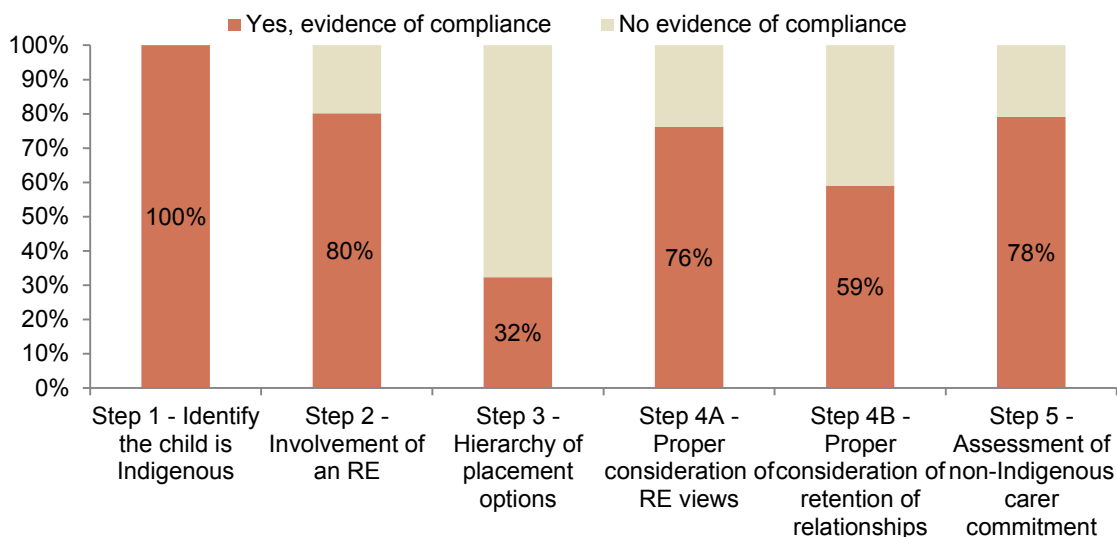 Yes, evidence of compliance
No evidence of compliance
100%
90%
80%
70%
60%
50%
40%
30%
20%
10%
0%
100%
80%
32%
76%
59%
78%
Step 1 - Identify
the child is
Indigenous
Step 2 -
Involvement of
an RE
Step 3 -
Hierarchy of
placement
options
Step 4A -
Proper
consideration of
RE views
Step 4B -
Proper
consideration of
retention of
relationships
Step 5 -
Assessment of
non-Indigenous
carer
commitment